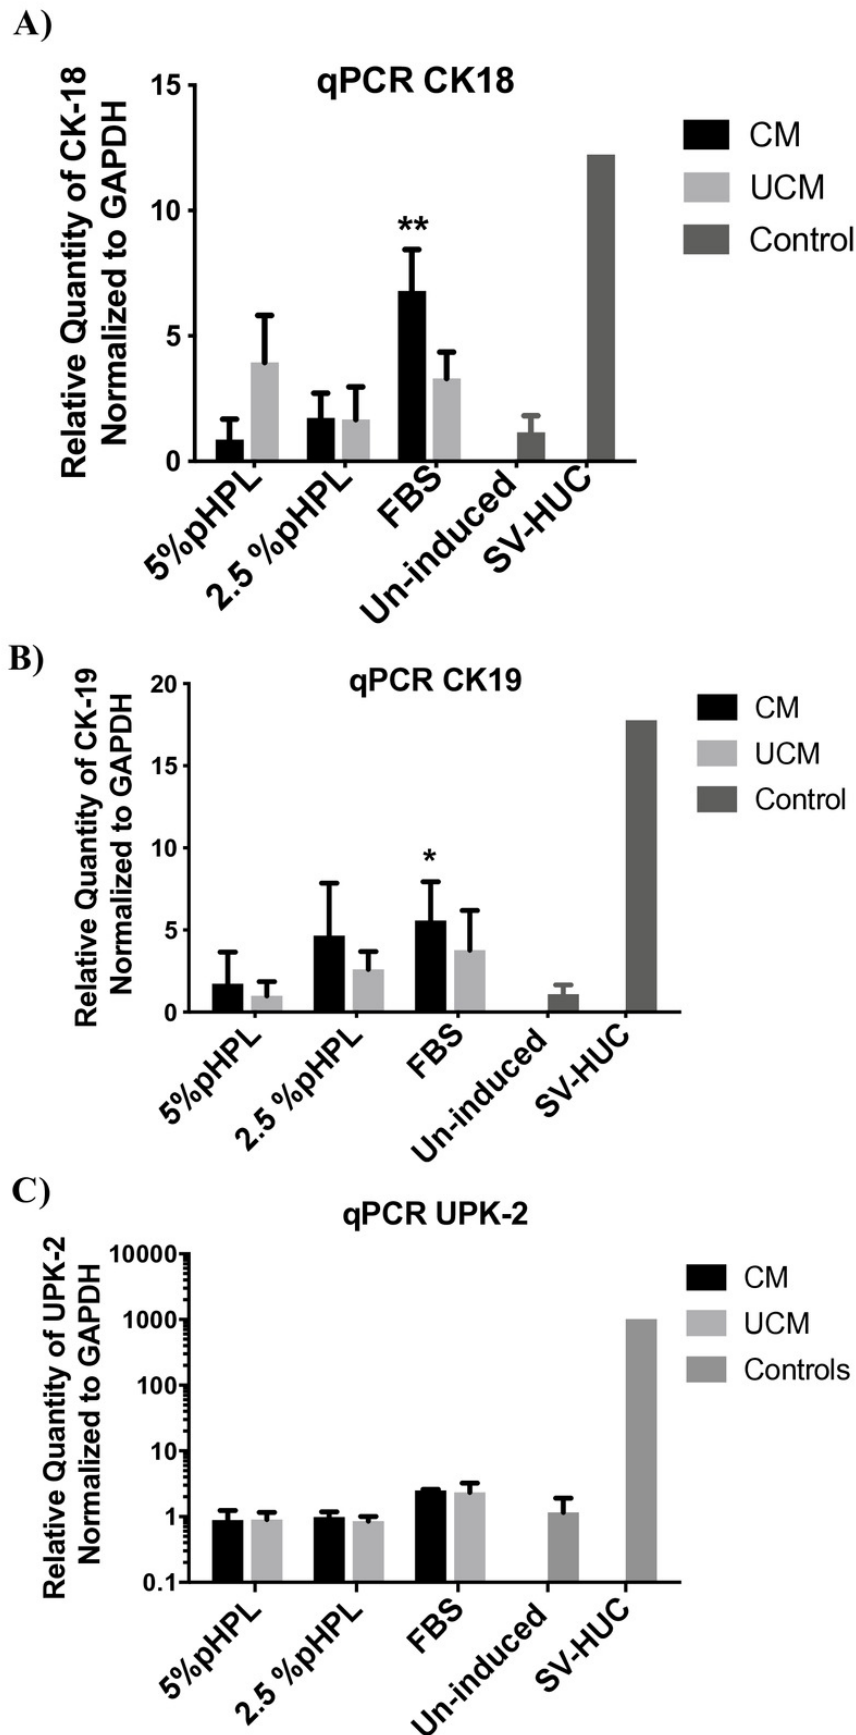 A)
qPCR CK18
Relative Quantity of CK-18
Normalized to GAPDH
15
10
5
0
**
CM
UCM
Control
5%pHPL
2.5 %pHPL
FBS
Un-induced
SV-HUC
B)
qPCR CK19
Relative Quantity of CK-19
Normalized to GAPDH
20
15
10
5
0
*
CM
UCM
Control
5%pHPL
2.5 %pHPL
FBS
Un-induced
SV-HUC
C)
qPCR UPK-2
Relative Quantity of UPK-2
Normalized to GAPDH
10000
1000
100
10
1
0.1
CM
UCM
Controls
5%pHPL
2.5 %pHPL
FBS
Un-induced
SV-HUC